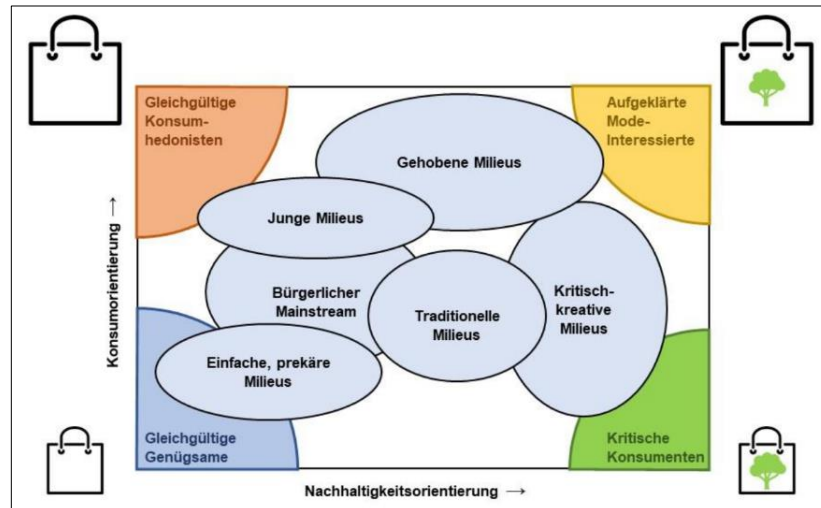 Gleichgültige
Konsum-
hedonisten
Aufgeklärte
Mode-
Interessierte
Gehobene Milieus
Junge Milieus
Bürgerlicher
Mainstream
Traditionelle
Milieus
Kritisch-
kreative
Milieus
Einfache, prekäre
Milieus
Gleichgültige
Genügsame
Kritische
Konsumenten
Konsumorientierung →
Nachhaltigkeitsorientierung →